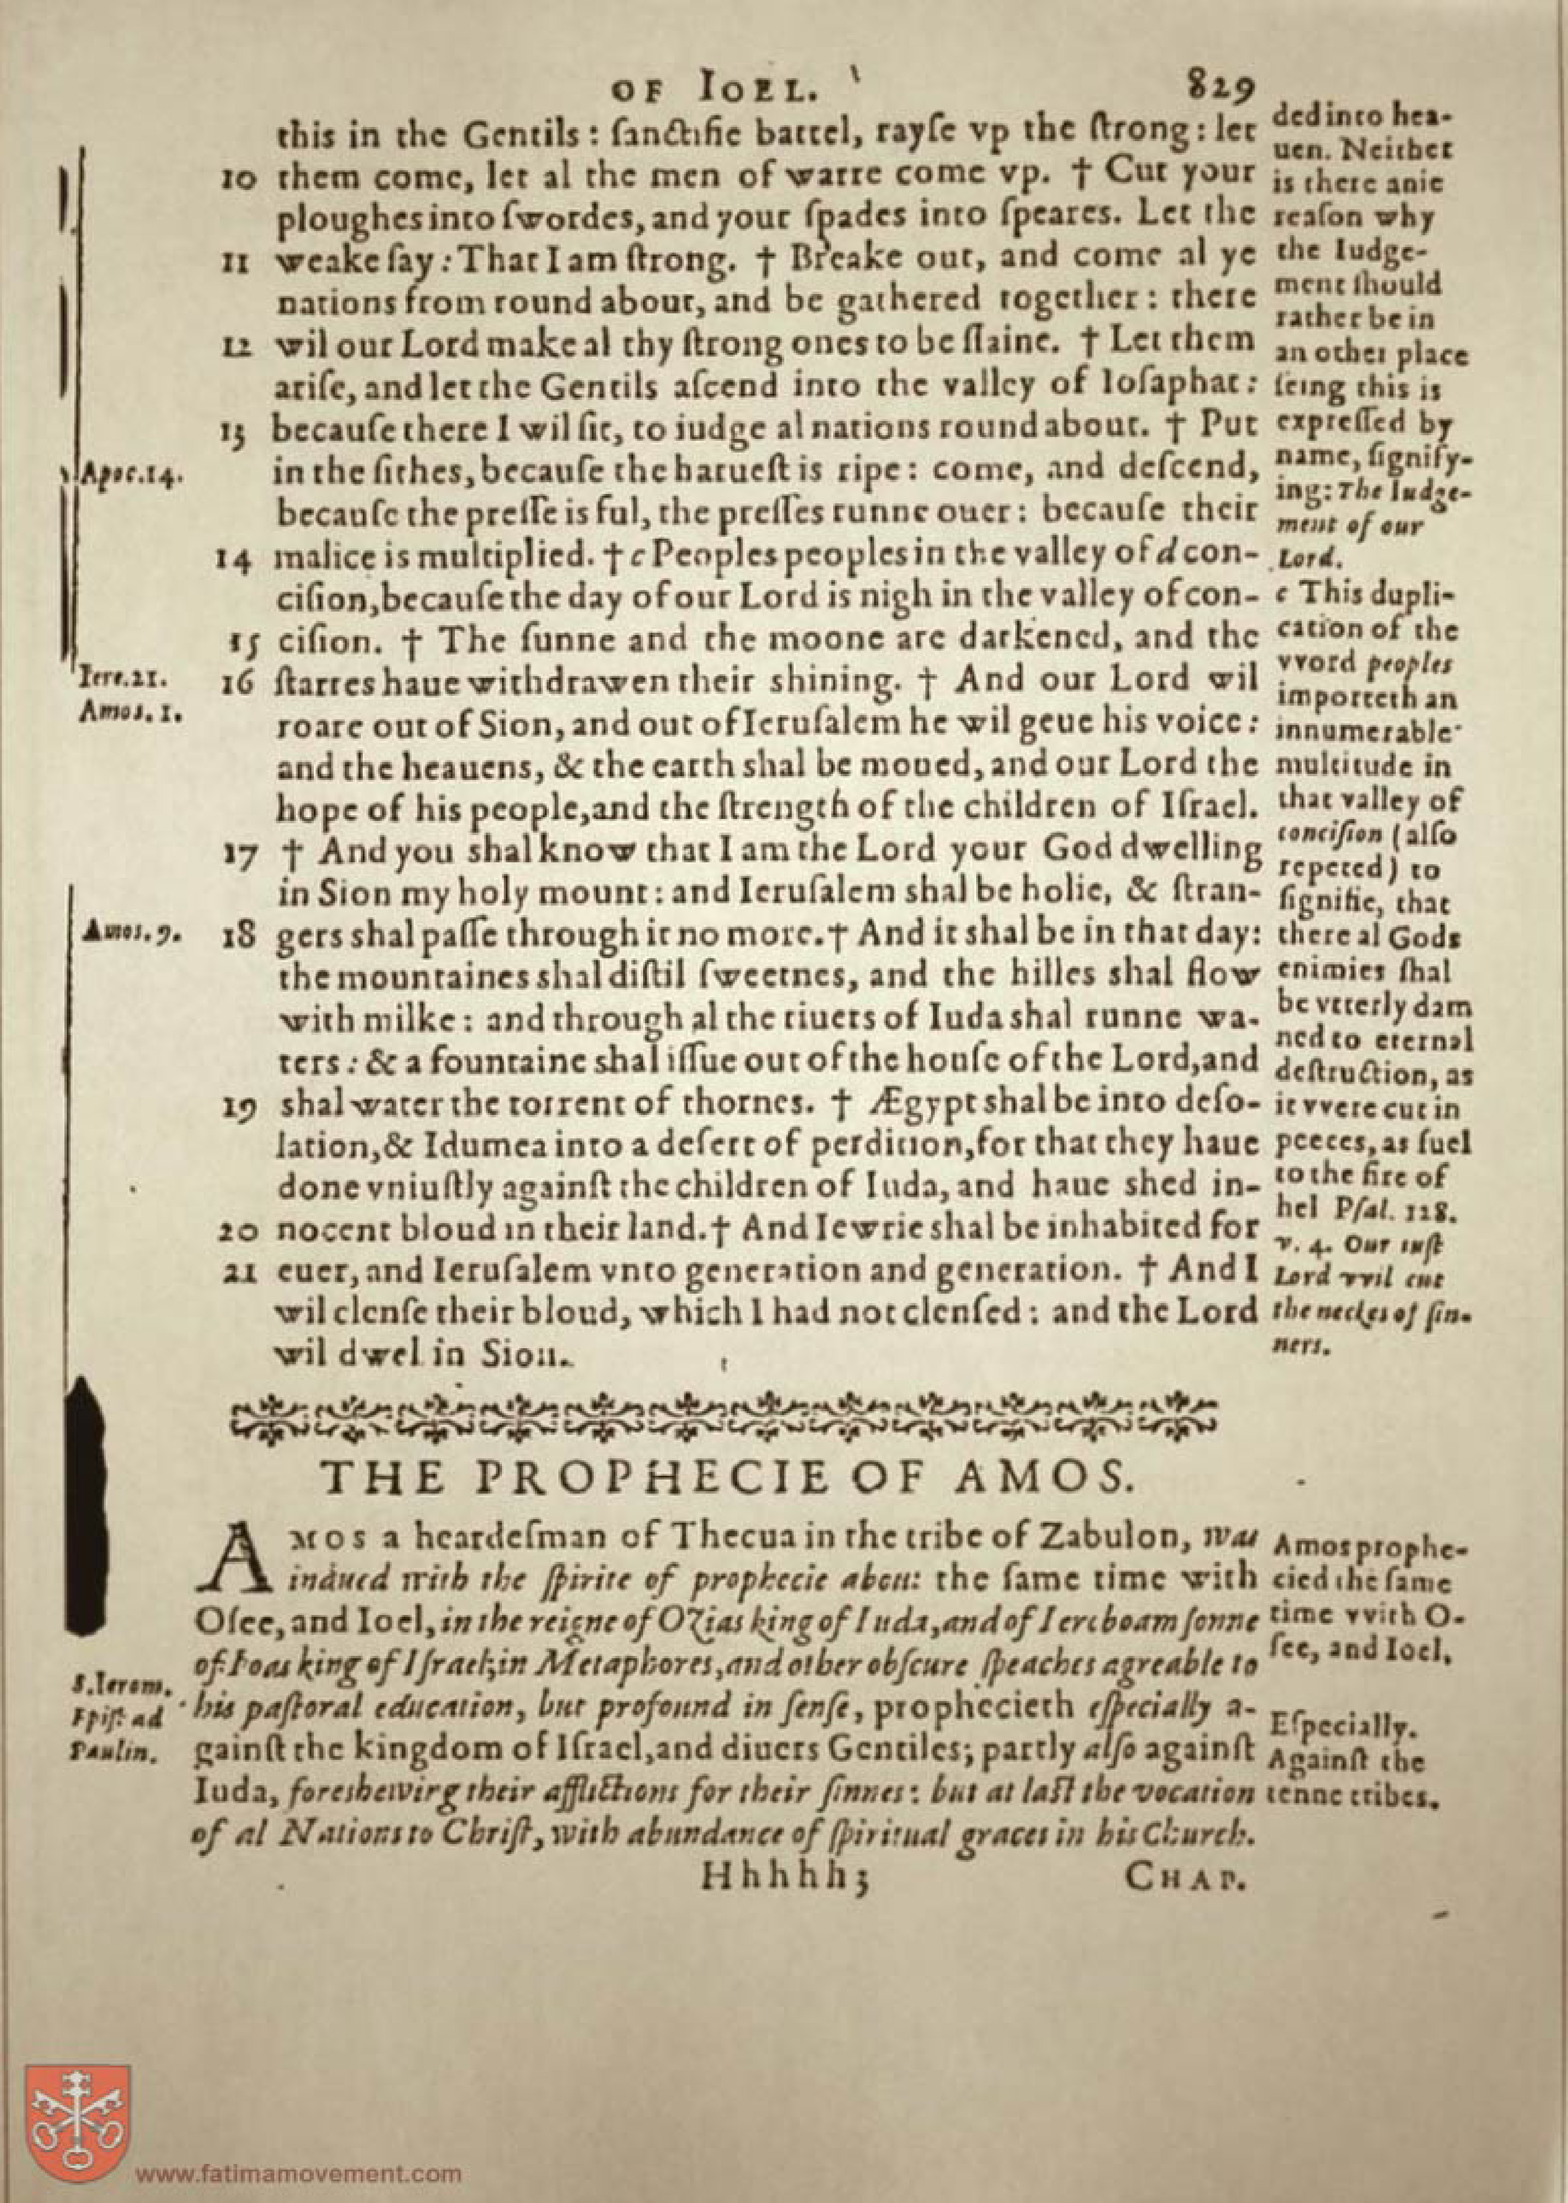 OF IOEL. 829
this in the Gentils : ſanctifie battel, rayſe vp the ſtrong : let
10 them come, let al the men of warre come vp. † Cut your
ploughes into ſwordes, and your ſpades into ſpeares. Let the
11 weake ſay : That I am ſtrong. † Breake out, and come al ye
nations from round about, and be gathered together : there
12 wil our Lord make al thy ſtrong ones to be ſlaine. † Let them
ariſe, and let the Gentils aſcend into the valley of Ioſaphat :
13 becauſe there I wil ſit, to iudge al nations round about. † Put
in the ſithes, becauſe the harueſt is ripe : come, and deſcend,
becauſe the preſſe is ful, the preſſes runne ouer : becauſe their
14 malice is multiplied. † c Peoples peoples in the valley of d con-
ciſion, becauſe the day of our Lord is nigh in the valley of con-
15 ciſion. † The ſunne and the moone are darkened, and the
16 ſtarres haue withdrawen their shining. † And our Lord wil
roare out of Sion, and out of Ieruſalem he wil geue his voice :
and the heauens, & the earth shal be moued, and our Lord the
hope of his people, and the ſtrength of the children of Iſrael.
17 † And you shal know that I am the Lord your God dwelling
in Sion my holy mount : and Ieruſalem shal be holie, & ſtran-
18 gers shal paſſe through it no more. † And it shal be in that day:
the mountaines shal diſtil ſweetnes, and the hilles shal flow
with milke : and through al the riuers of Iuda shal runne wa-
ters : & a fountaine shal iſſue out of the houſe of the Lord, and
19 shal water the torrent of thornes. † Ægypt shal be into deſo-
lation, & Idumea into a deſert of perdition, for that they haue
done vniuſtly againſt the children of Iuda, and haue shed in-
20 nocent bloud in their land. † And Iewrie shal be inhabited for
21 euer, and Ieruſalem vnto generation and generation. † And I
wil clenſe their bloud, which I had not clenſed : and the Lord
wil dwel in Sion.
Apoc.14.
Iere.21.
Amos. 1.
Amos. 9.
ded into hea-
uen. Neither
is there anie
reaſon why
the Iudge-
ment ſhould
rather be in
an other place
ſeing this is
expreſſed by
name, ſignify-
ing: The Iudge-
ment of our
Lord.
c This dupli-
cation of the
vvord peoples
importeth an
innumerable
multitude in
that valley of
conciſion (alſo
repeted) to
ſignifie, that
there al Gods
enimies ſhal
be vtterly dam
ned to eternal
deſtruction, as
it vvere cut in
peeces, as fuel
to the fire of
hel Pſal. 128.
v. 4. Our iuſt
Lord vvil cut
the neckes of ſin-
ners.
THE PROPHECIE OF AMOS.
AMOS a heardeſman of Thecua in the tribe of Zabulon, was
indued with the ſpirite of prophecie about the ſame time with
Oſee, and Ioel, in the reigne of Ozias king of Iuda, and of Ieroboam ſonne
of Ioas king of Iſrael; in Metaphores, and other obſcure ſpeaches agreable to
his paſtoral education, but profound in ſenſe, prophecieth eſpecially a-
gainſt the kingdom of Iſrael, and diuers Gentiles; partly alſo againſt
Iuda, foreshewing their afflictions for their ſinnes : but at laſt the vocation
of al Nations to Chriſt, with abundance of ſpiritual graces in his Church.
S. Ierom.
Epiſt. ad
Paulin.
Amos prophe-
cied the ſame
time vvith O-
ſee, and Ioel.
Eſpecially.
Againſt the
tenne tribes.
Hhhhh 3 CHAP.
www.fatimamovement.com